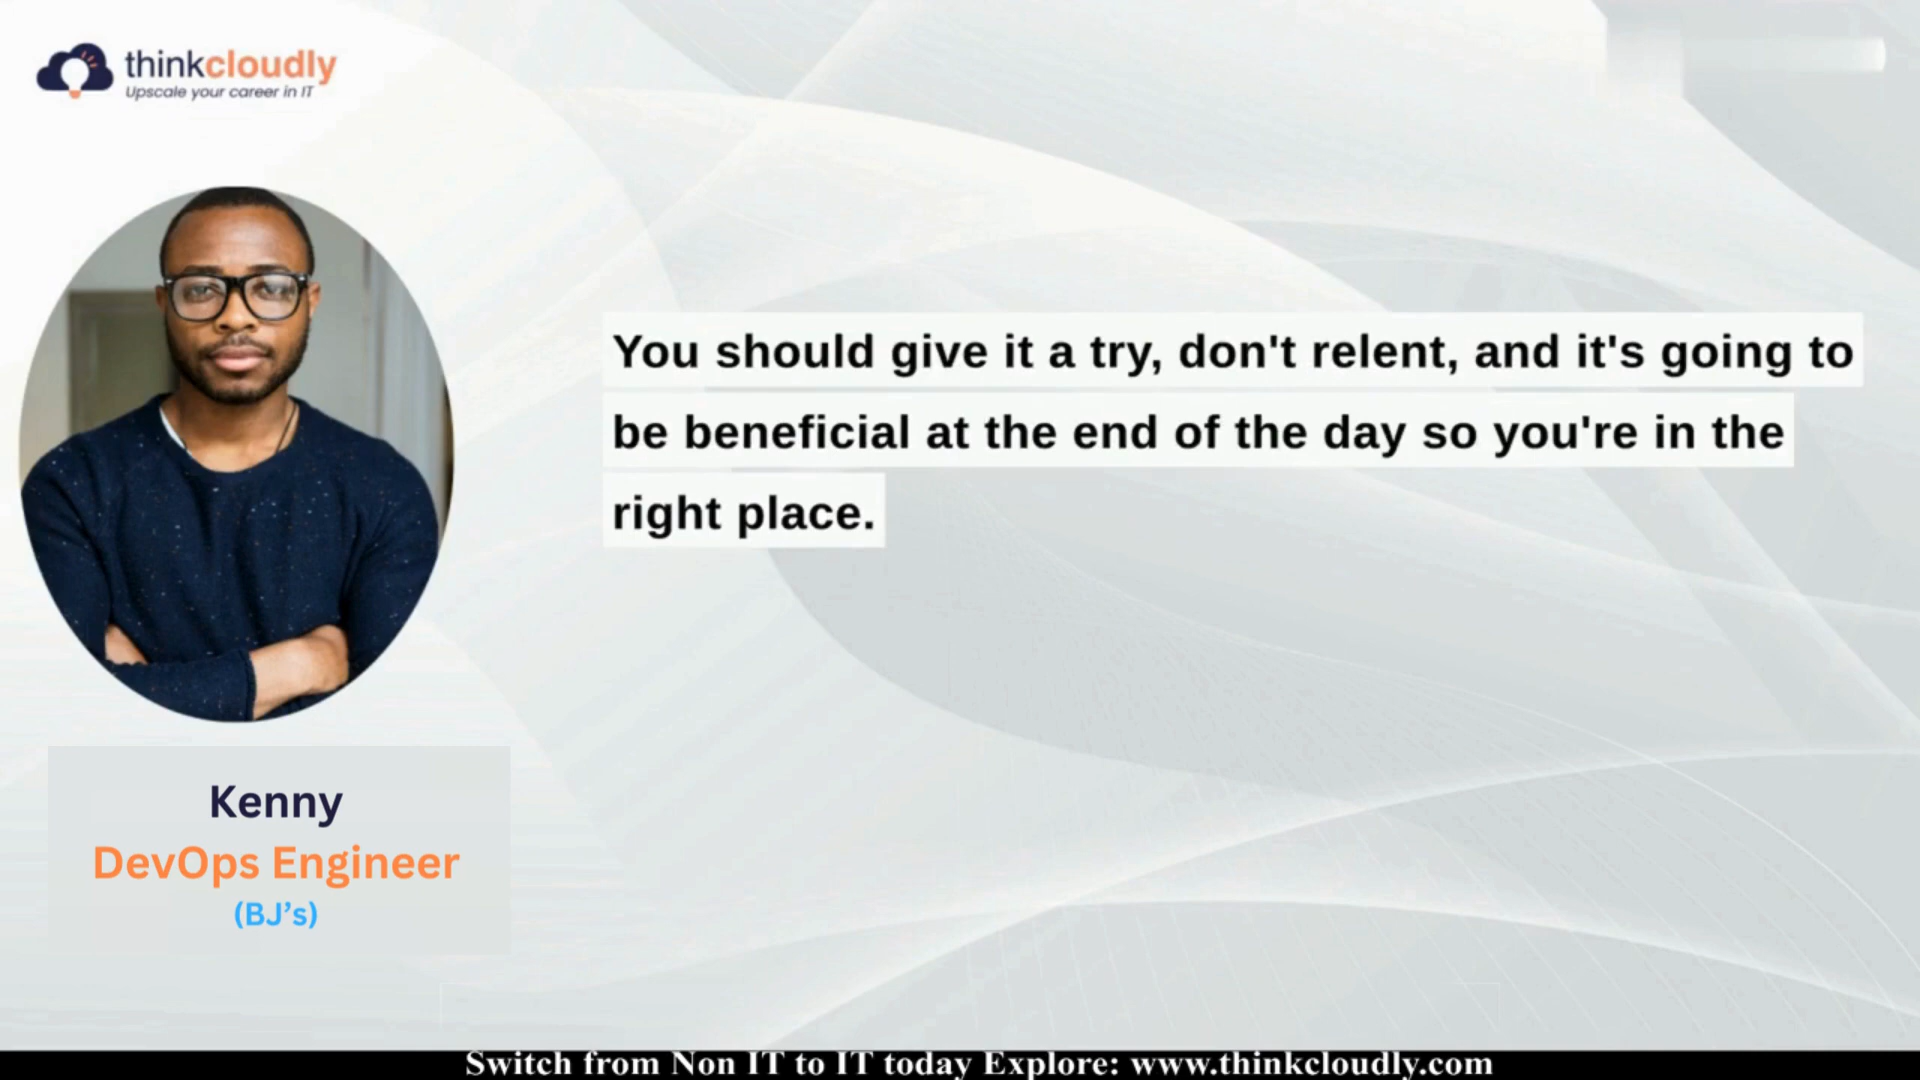 thinkcloudly
Upscale your career in IT
You should give it a try, don't relent, and it's going to
be beneficial at the end of the day so you're in the
right place.
Kenny
DevOps Engineer
(BJ’s)
Switch from Non IT to IT today Explore: www.thinkcloudly.com